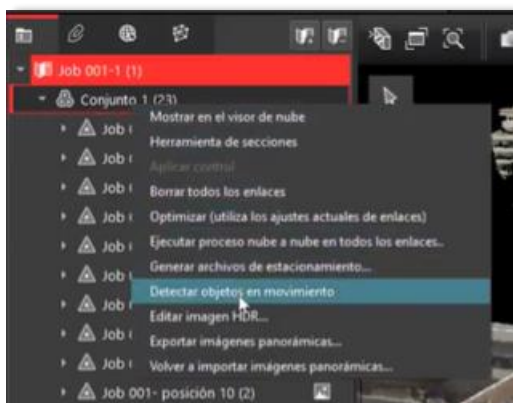 Job 001-1 (1)
Conjunto 1 (23)
Mostrar en el visor de nube
Job
Herramienta de secciones
Job
Aplicar control
Job
Borrar todos los enlaces
Job
Optimizar (utiliza los ajustes actuales de enlaces)
Job
Ejecutar proceso nube a nube en todos los enlaces..
Job
Generar archivos de estacionamiento...
Job
Detectar objetos en movimiento
Job
Editar imagen HDR...
Job
Exportar imágenes panorámicas...
Job
Volver a importar imágenes panorámicas...
Job 001- posición 10 (2)